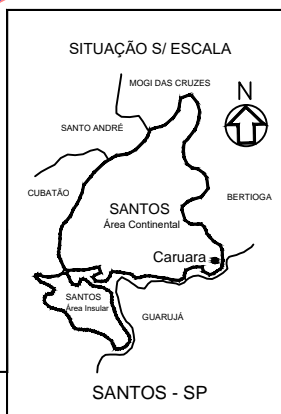 SITUAÇÃO S/ ESCALA
MOGI DAS CRUZES
N
SANTO ANDRÉ
CUBATÃO
BERTIOGA
SANTOS
Área Continental
Caruara
SANTOS
Área Insular
GUARUJÁ
SANTOS - SP